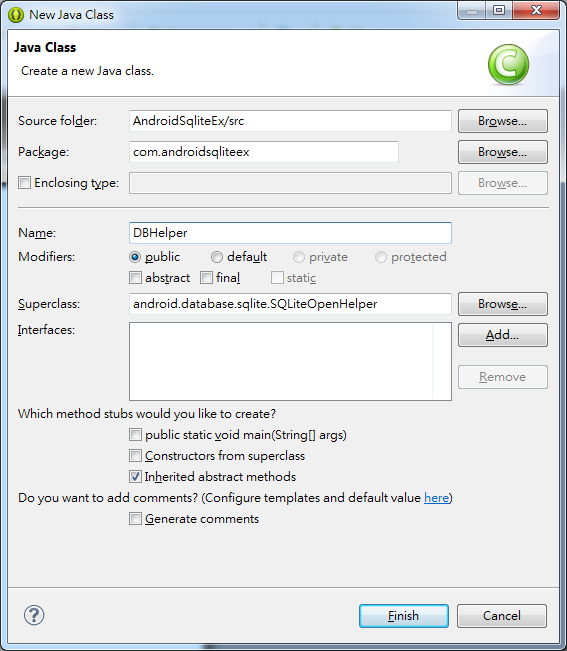 New Java Class
Java Class
Create a new Java class.
C
Source folder: AndroidSqliteEx/src Browse...
Package: com.androidsqliteex Browse...
Enclosing type: Browse...
Name: DBHelper
Modifiers: public default private protected
abstract final static
Superclass: android.database.sqlite.SQLiteOpenHelper Browse...
Interfaces: Add...
Remove
Which method stubs would you like to create?
public static void main(String[] args)
Constructors from superclass
Inherited abstract methods
Do you want to add comments? (Configure templates and default value here)
Generate comments
? Finish Cancel